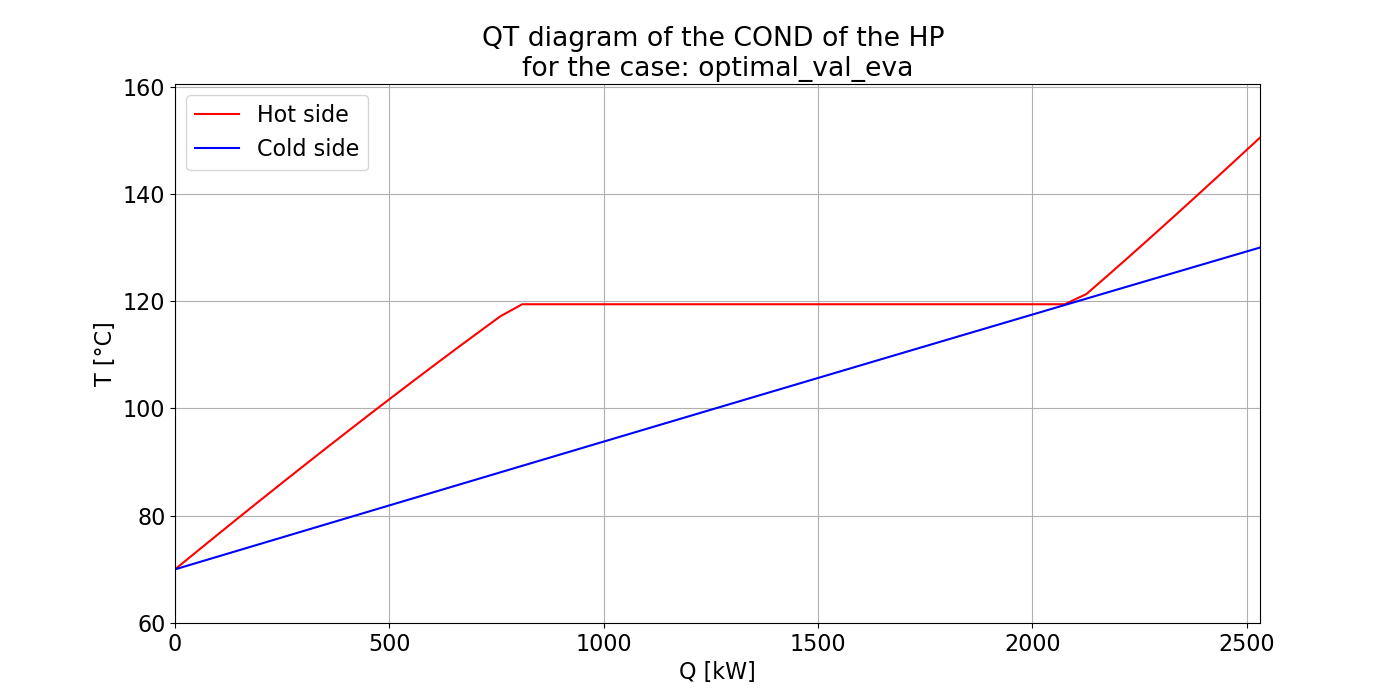 QT diagram of the COND of the HP
for the case: optimal_val_eva
Hot side
Cold side
160
140
120
100
80
60
T [°C]
0 500 1000 1500 2000 2500
Q [kW]